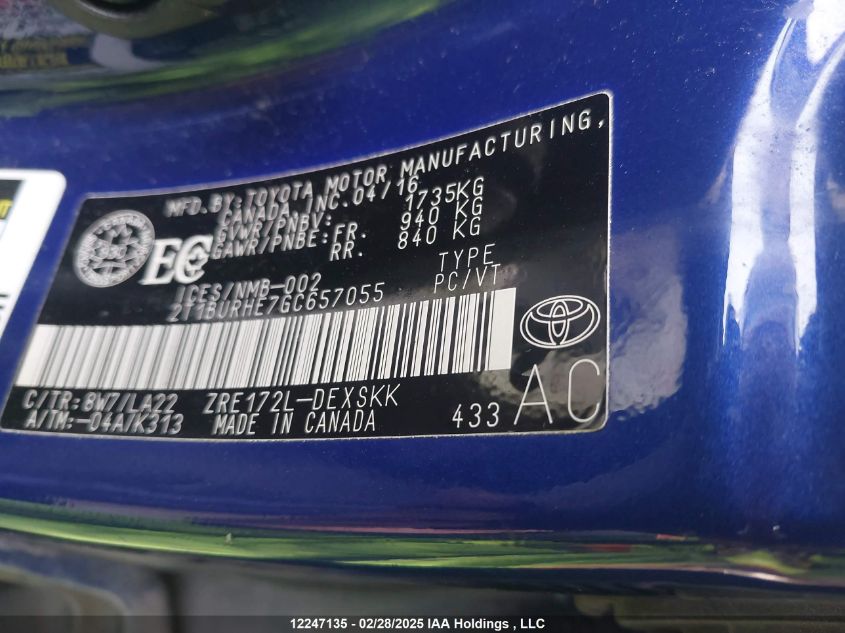 MFD.BY:TOYOTA MOTOR MANUFACTURING,
CANADA, INC.04/16
GVWR/PNBV: 1735KG
GAWR/PNBE:FR. 940 KG
RR. 840 KG
EC
ICES/NMB-002 TYPE
2T1BURHE7GC657055 PC/VT
C/TR:8W7/LA22 ZRE172L-DEXSKK
A/TM:-04A/K313 MADE IN CANADA 433 AC
12247135 - 02/28/2025 IAA Holdings , LLC